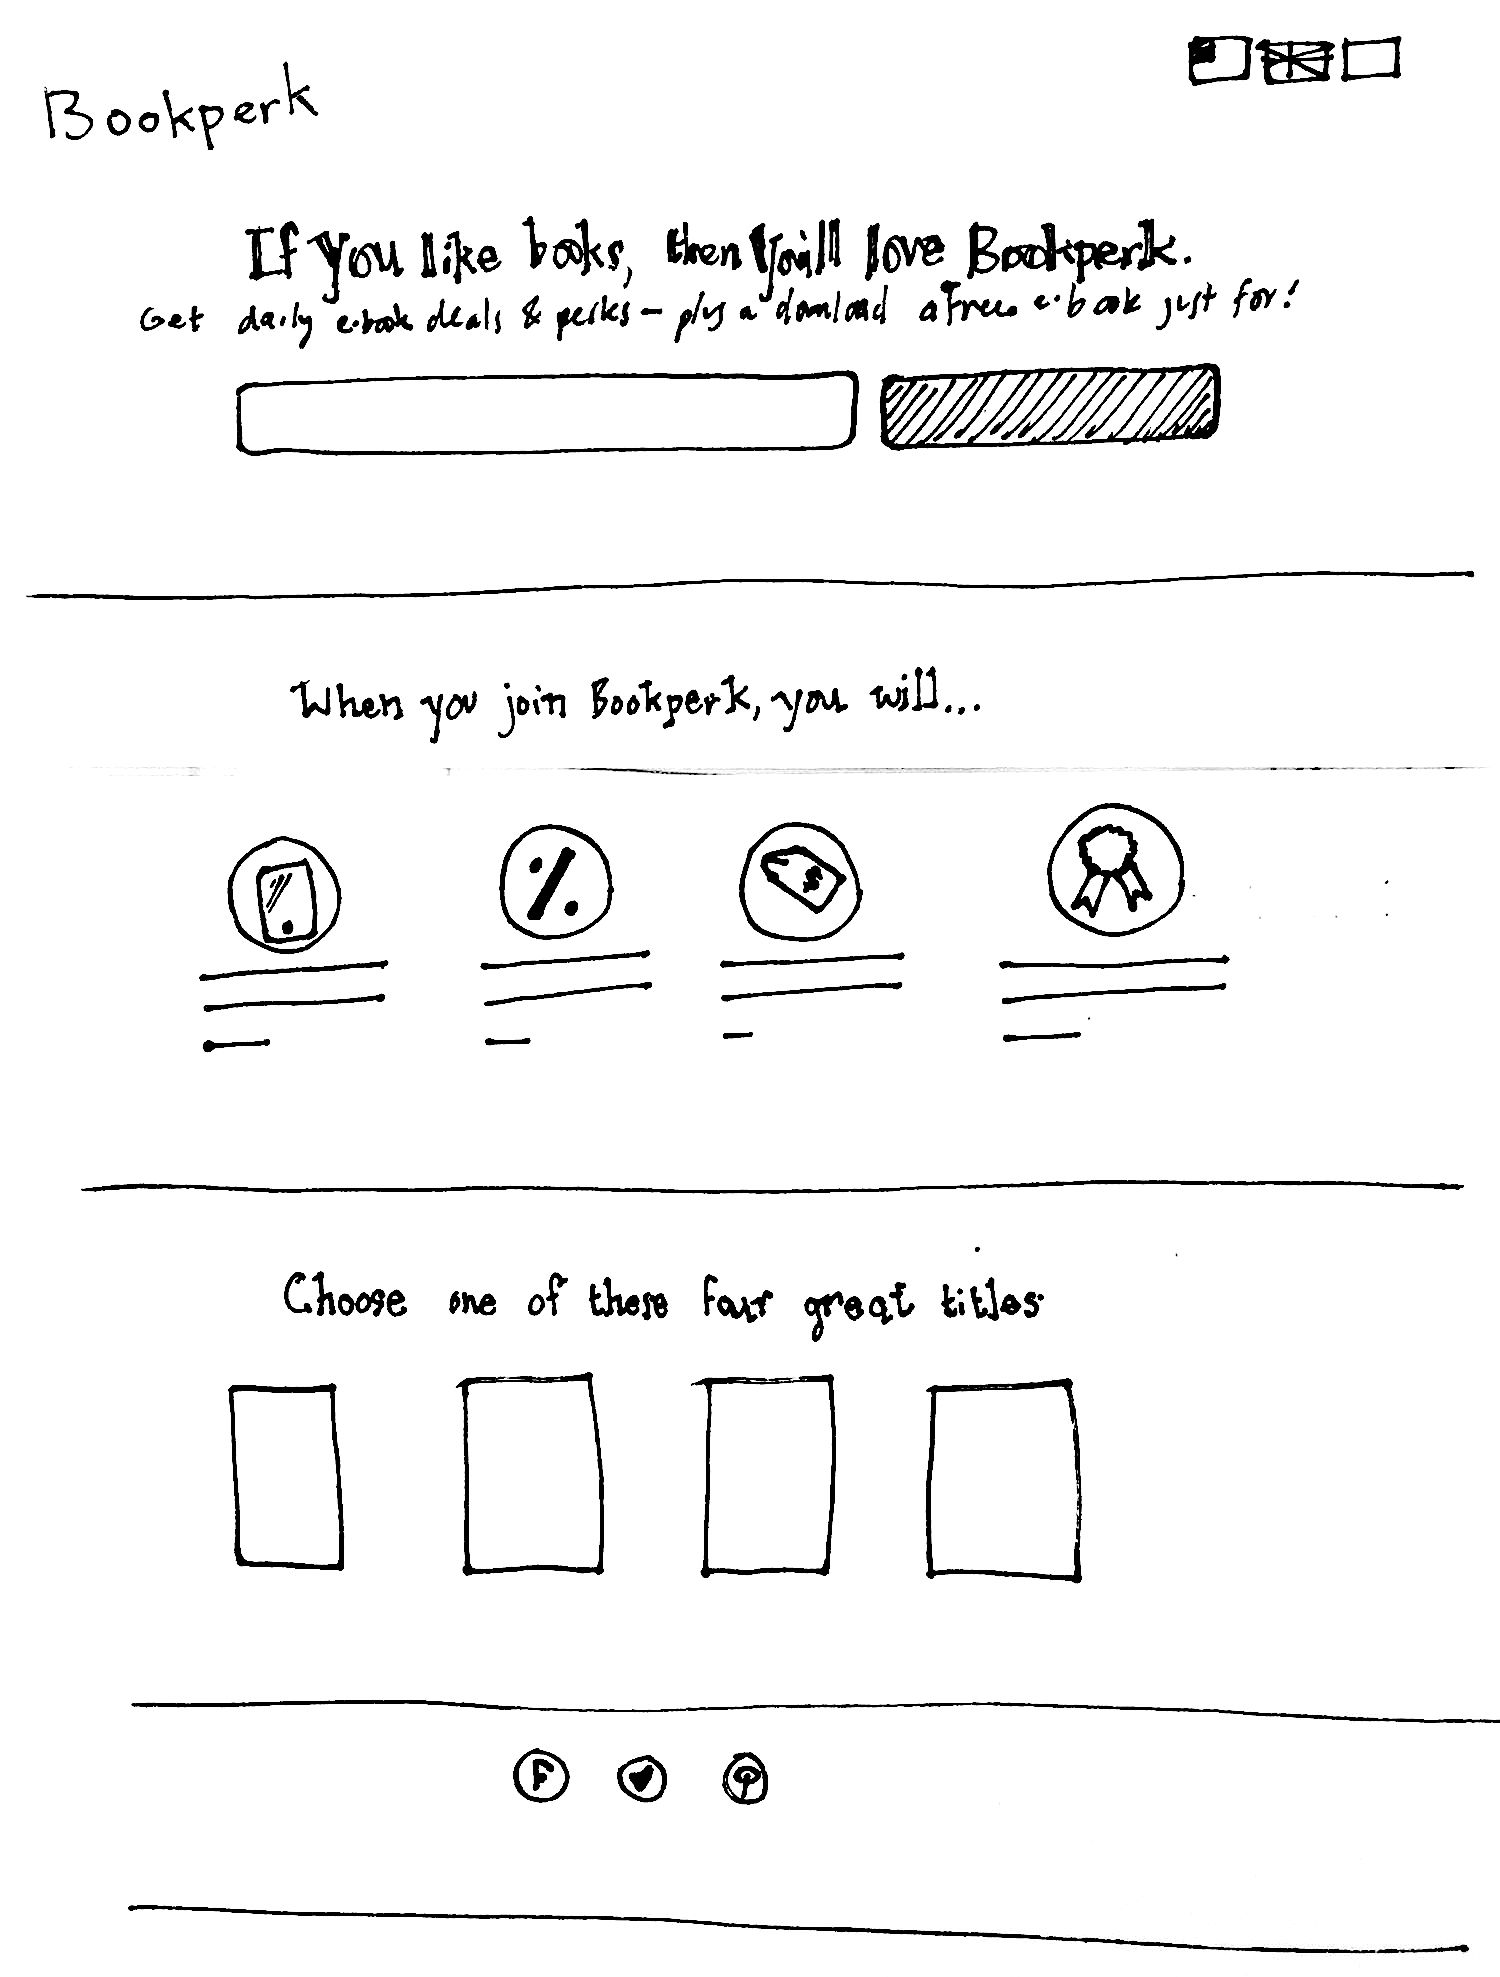 Bookperk
If you like books, then you'll love Bookperk.
Get daily e-book deals & perks – plus a download a free e-book just for!
When you join Bookperk, you will...
%
$
Choose one of these four great titles